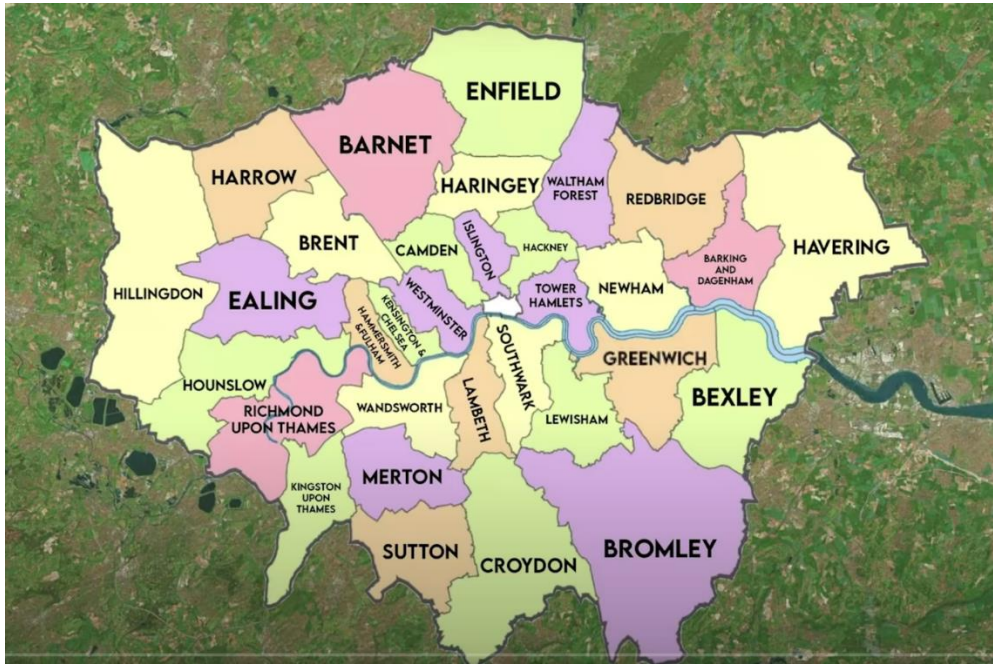 ENFIELD
BARNET
HARROW
HARINGEY
WALTHAM
FOREST
REDBRIDGE
BRENT
CAMDEN
ISLINGTON
HACKNEY
HAVERING
BARKING
AND
DAGENHAM
HILLINGDON
EALING
WESTMINSTER
TOWER
HAMLETS
NEWHAM
KENSINGTON &
CHELSEA
HAMMERSMITH
&FULHAM
SOUTHWARK
GREENWICH
HOUNSLOW
BEXLEY
RICHMOND
UPON THAMES
WANDSWORTH
LAMBETH
LEWISHAM
MERTON
KINGSTON
UPON
THAMES
SUTTON
CROYDON
BROMLEY